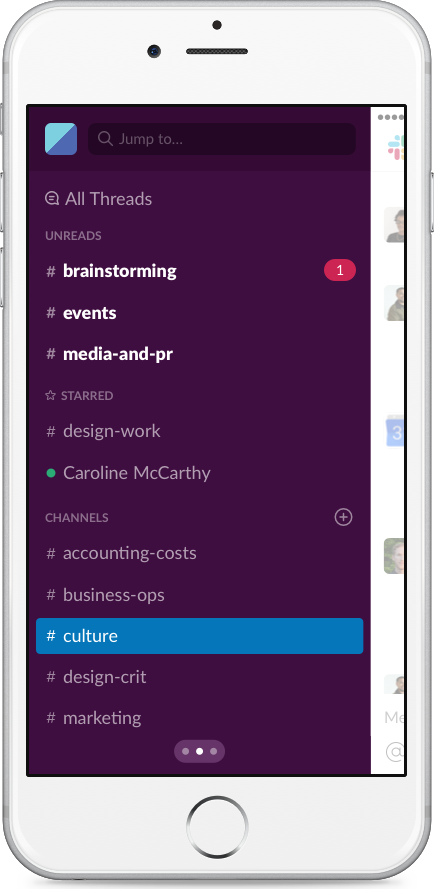 Jump to...
All Threads
UNREADS
# brainstorming 1
# events
# media-and-pr
STARRED
# design-work
Caroline McCarthy
CHANNELS
# accounting-costs
# business-ops
# culture
# design-crit
# marketing
Me
@